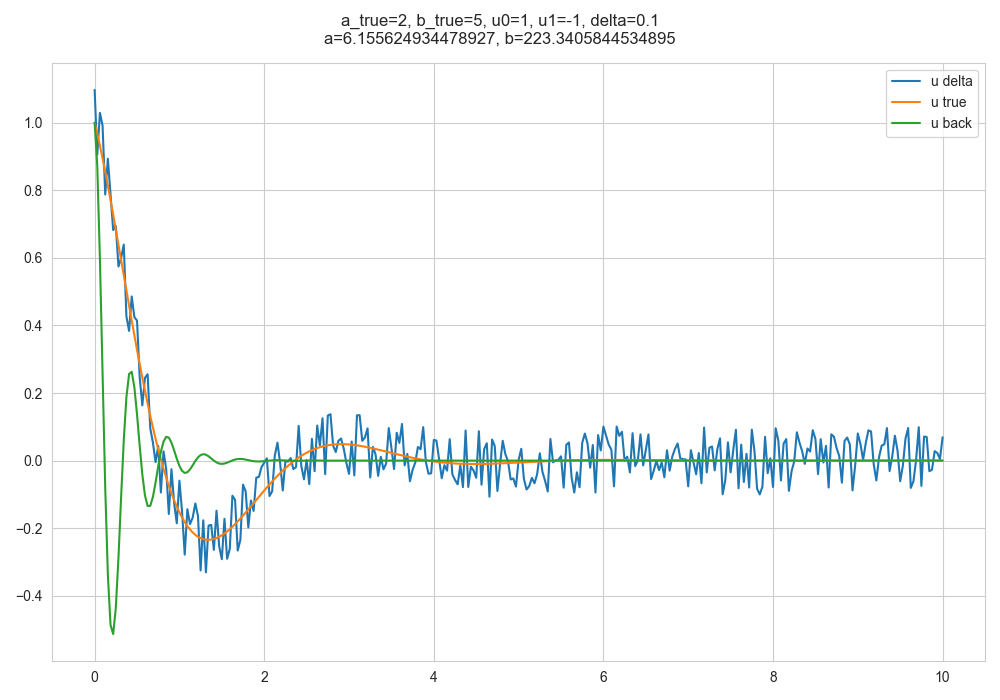 a_true=2, b_true=5, u0=1, u1=-1, delta=0.1
a=6.155624934478927, b=223.3405844534895
u delta
u true
u back
1.0
0.8
0.6
0.4
0.2
0.0
−0.2
−0.4
0
2
4
6
8
10